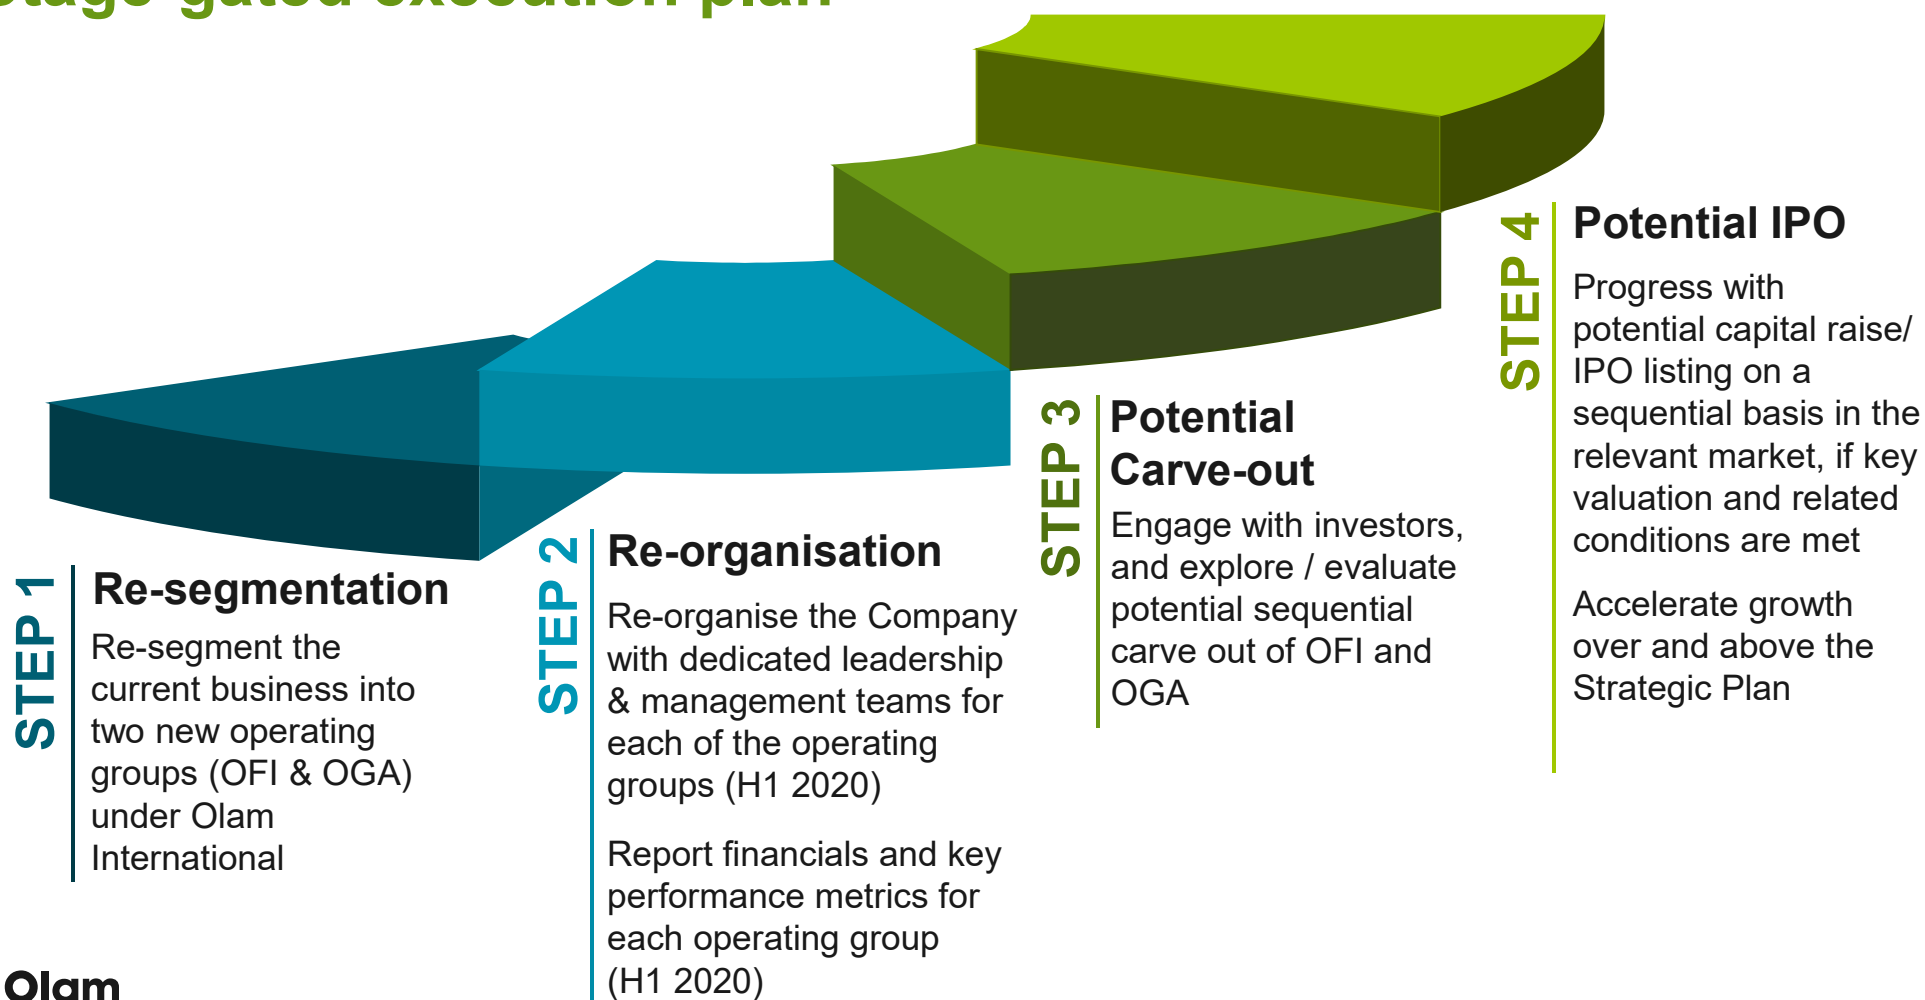 stage-gated execution plan
STEP 1
Re-segmentation
Re-segment the
current business into
two new operating
groups (OFI & OGA)
under Olam
International
STEP 2
Re-organisation
Re-organise the Company
with dedicated leadership
& management teams for
each of the operating
groups (H1 2020)
Report financials and key
performance metrics for
each operating group
(H1 2020)
STEP 3
Potential
Carve-out
Engage with investors,
and explore / evaluate
potential sequential
carve out of OFI and
OGA
STEP 4
Potential IPO
Progress with
potential capital raise/
IPO listing on a
sequential basis in the
relevant market, if key
valuation and related
conditions are met
Accelerate growth
over and above the
Strategic Plan
Olam